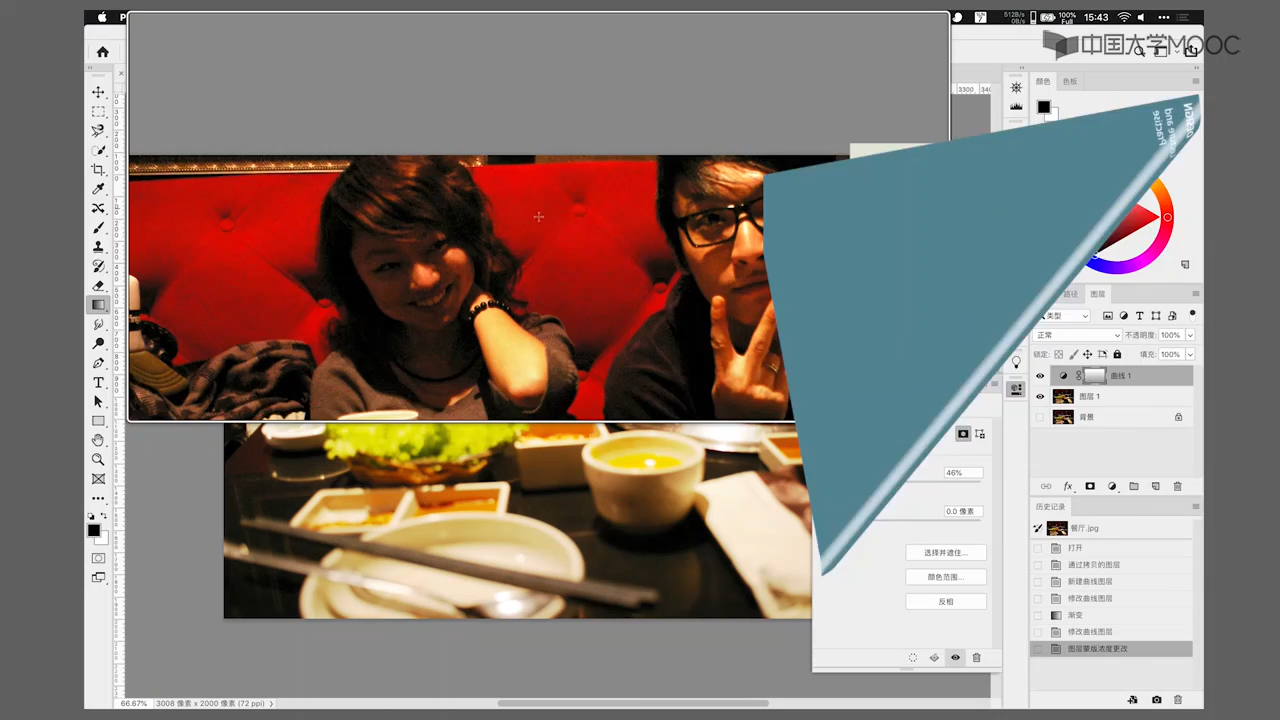 512B/s
0B/s
100%
Full
15:43
中国大学MOOC
3300
颜色
色板
路径
图层
类型
正常
不透明度: 100%
锁定:
填充: 100%
曲线 1
图层 1
背景
46%
0.0 像素
选择并遮住...
颜色范围...
反相
fx
历史记录
餐厅.jpg
打开
通过拷贝的图层
新建曲线图层
修改曲线图层
渐变
修改曲线图层
图层蒙版浓度更改
66.67%
3008 像素 x 2000 像素 (72 ppi)